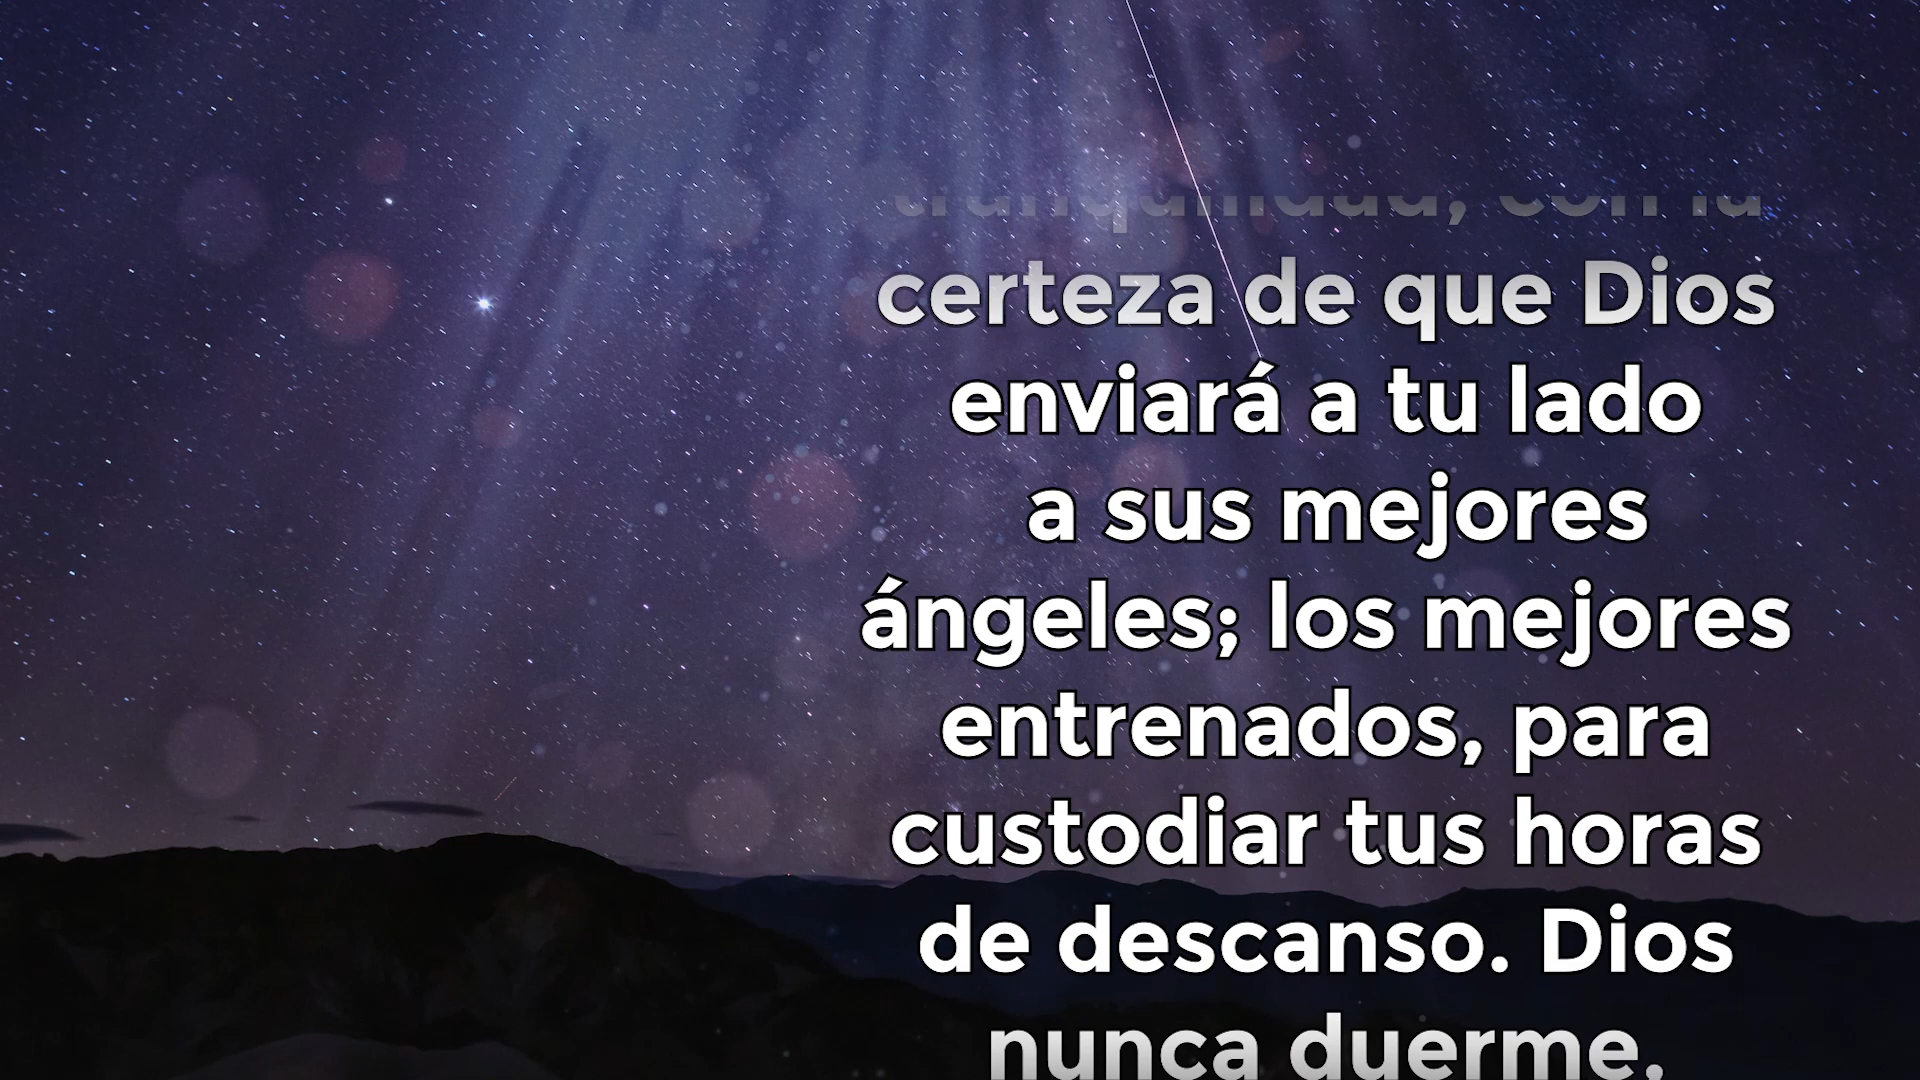 tranquilidad, con la
certeza de que Dios
enviará a tu lado
a sus mejores
ángeles; los mejores
entrenados, para
custodiar tus horas
de descanso. Dios
nunca duerme.